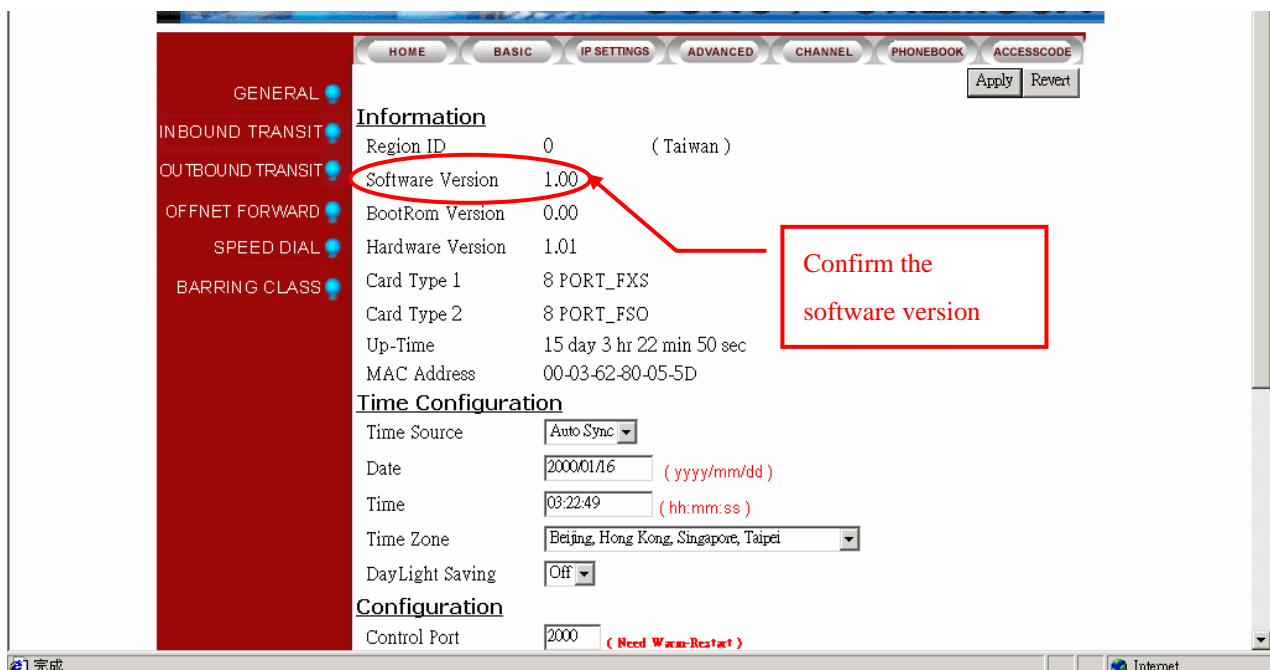 HOME BASIC IP SETTINGS ADVANCED CHANNEL PHONEBOOK ACCESSCODE
Apply Revert
GENERAL
INBOUND TRANSIT
OUTBOUND TRANSIT
OFFNET FORWARD
SPEED DIAL
BARRING CLASS
Information
Region ID 0 ( Taiwan )
Software Version 1.00
BootRom Version 0.00
Hardware Version 1.01
Card Type 1 8 PORT_FXS
Card Type 2 8 PORT_FSO
Up-Time 15 day 3 hr 22 min 50 sec
MAC Address 00-03-62-80-05-5D
Confirm the
software version
Time Configuration
Time Source Auto Sync
Date 2000/01/16 ( yyyy/mm/dd )
Time 03:22:49 ( hh:mm:ss )
Time Zone Beijing, Hong Kong, Singapore, Taipei
DayLight Saving Off
Configuration
Control Port 2000 ( Need Warm-Restart )
完成 Internet